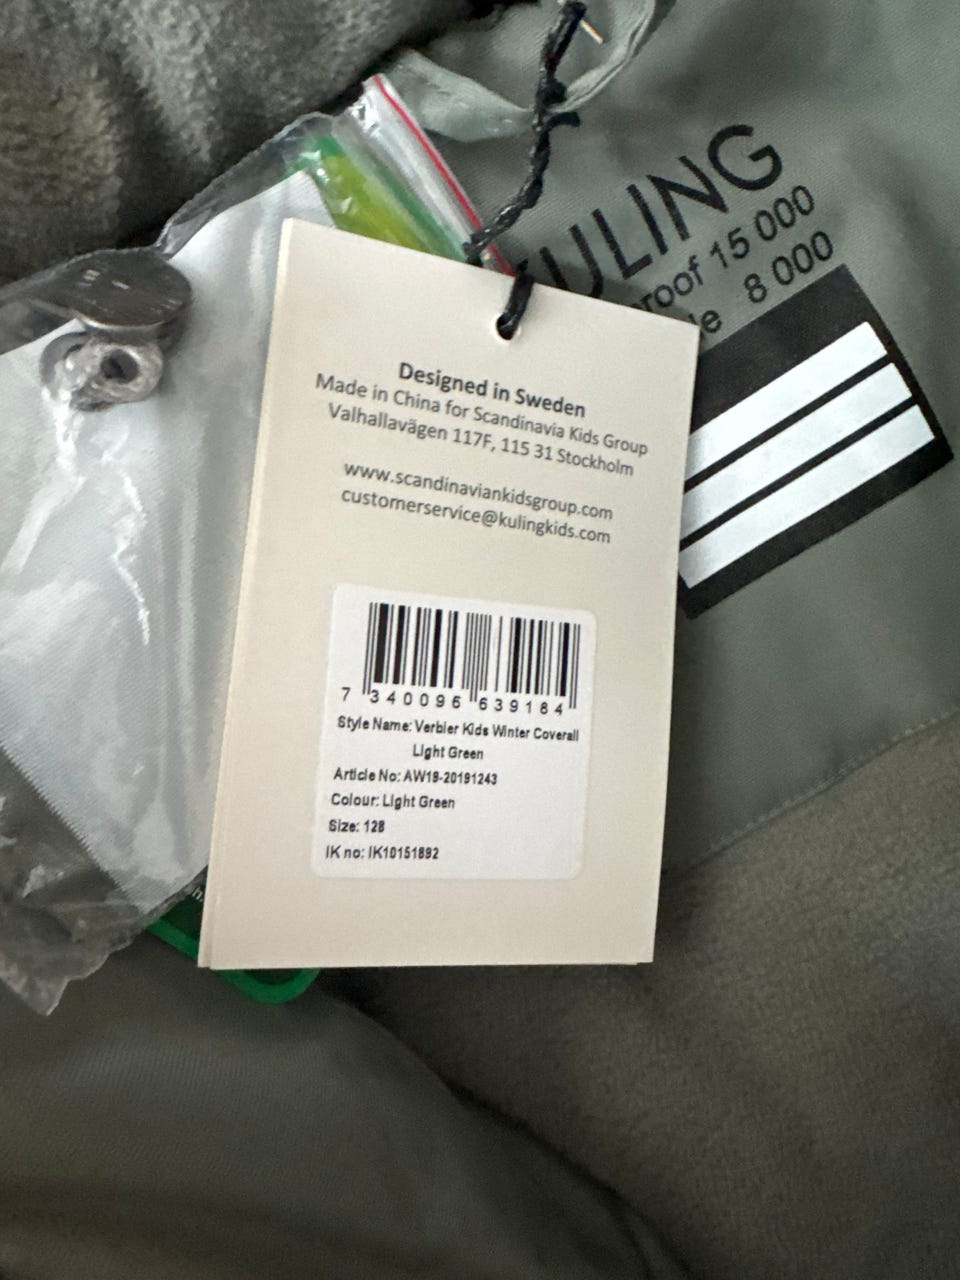 KULING
roof 15 000
le 8 000
Designed in Sweden
Made in China for Scandinavia Kids Group
Valhallavägen 117F, 115 31 Stockholm
www.scandinaviankidsgroup.com
customerservice@kulingkids.com
7 340096 639184
Style Name: Verbier Kids Winter Coverall
Light Green
Article No: AW19-20191243
Colour: Light Green
Size: 128
IK no: IK10151892